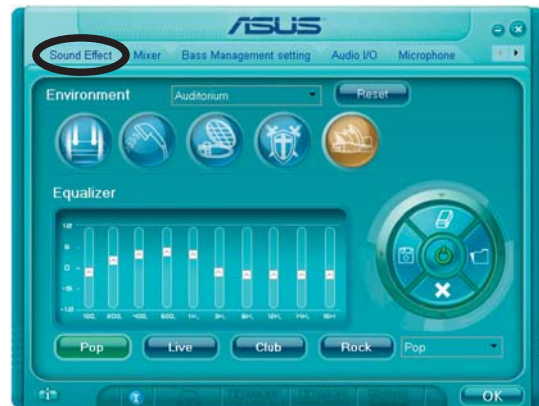 ASUS
Sound Effect Mixer Bass Management setting Audio I/O Microphone
Environment Auditorium Reset
Equalizer
Pop Live Club Rock Pop
OK